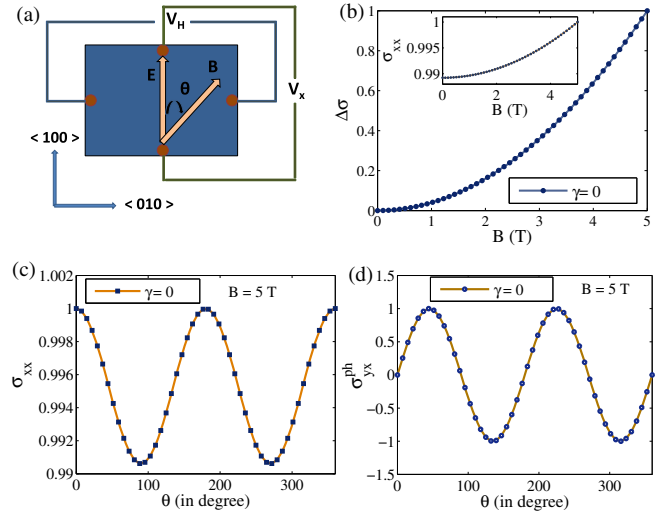 (a)
V_H
E
B
θ
V_x
< 100 >
< 010 >
(b)
1
0.8
0.6
0.4
0.2
0
Δσ
0 1 2 3 4 5
B (T)
γ= 0
1
0.995
0.99
σ_xx
0 2 4
B (T)
(c)
1.002
1
0.998
0.996
0.994
0.992
0.99
σ_xx
0 100 200 300
θ (in degree)
γ= 0
B = 5 T
(d)
1.5
1
0.5
0
−0.5
−1
−1.5
σ^ph_yx
0 100 200 300
θ (in degree)
γ= 0
B = 5 T